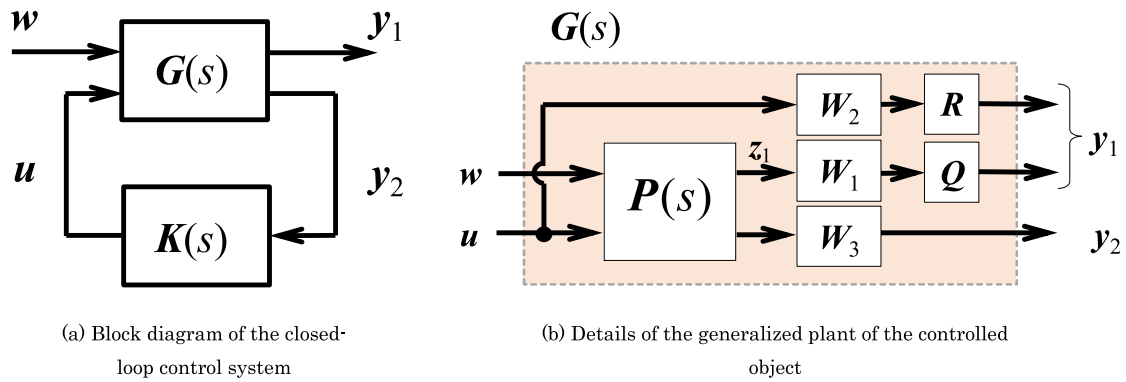 w
G(s)
y1
u
K(s)
y2
(a) Block diagram of the closed-
loop control system
G(s)
W2
R
y1
w
P(s)
z1
W1
Q
u
W3
y2
(b) Details of the generalized plant of the controlled
object